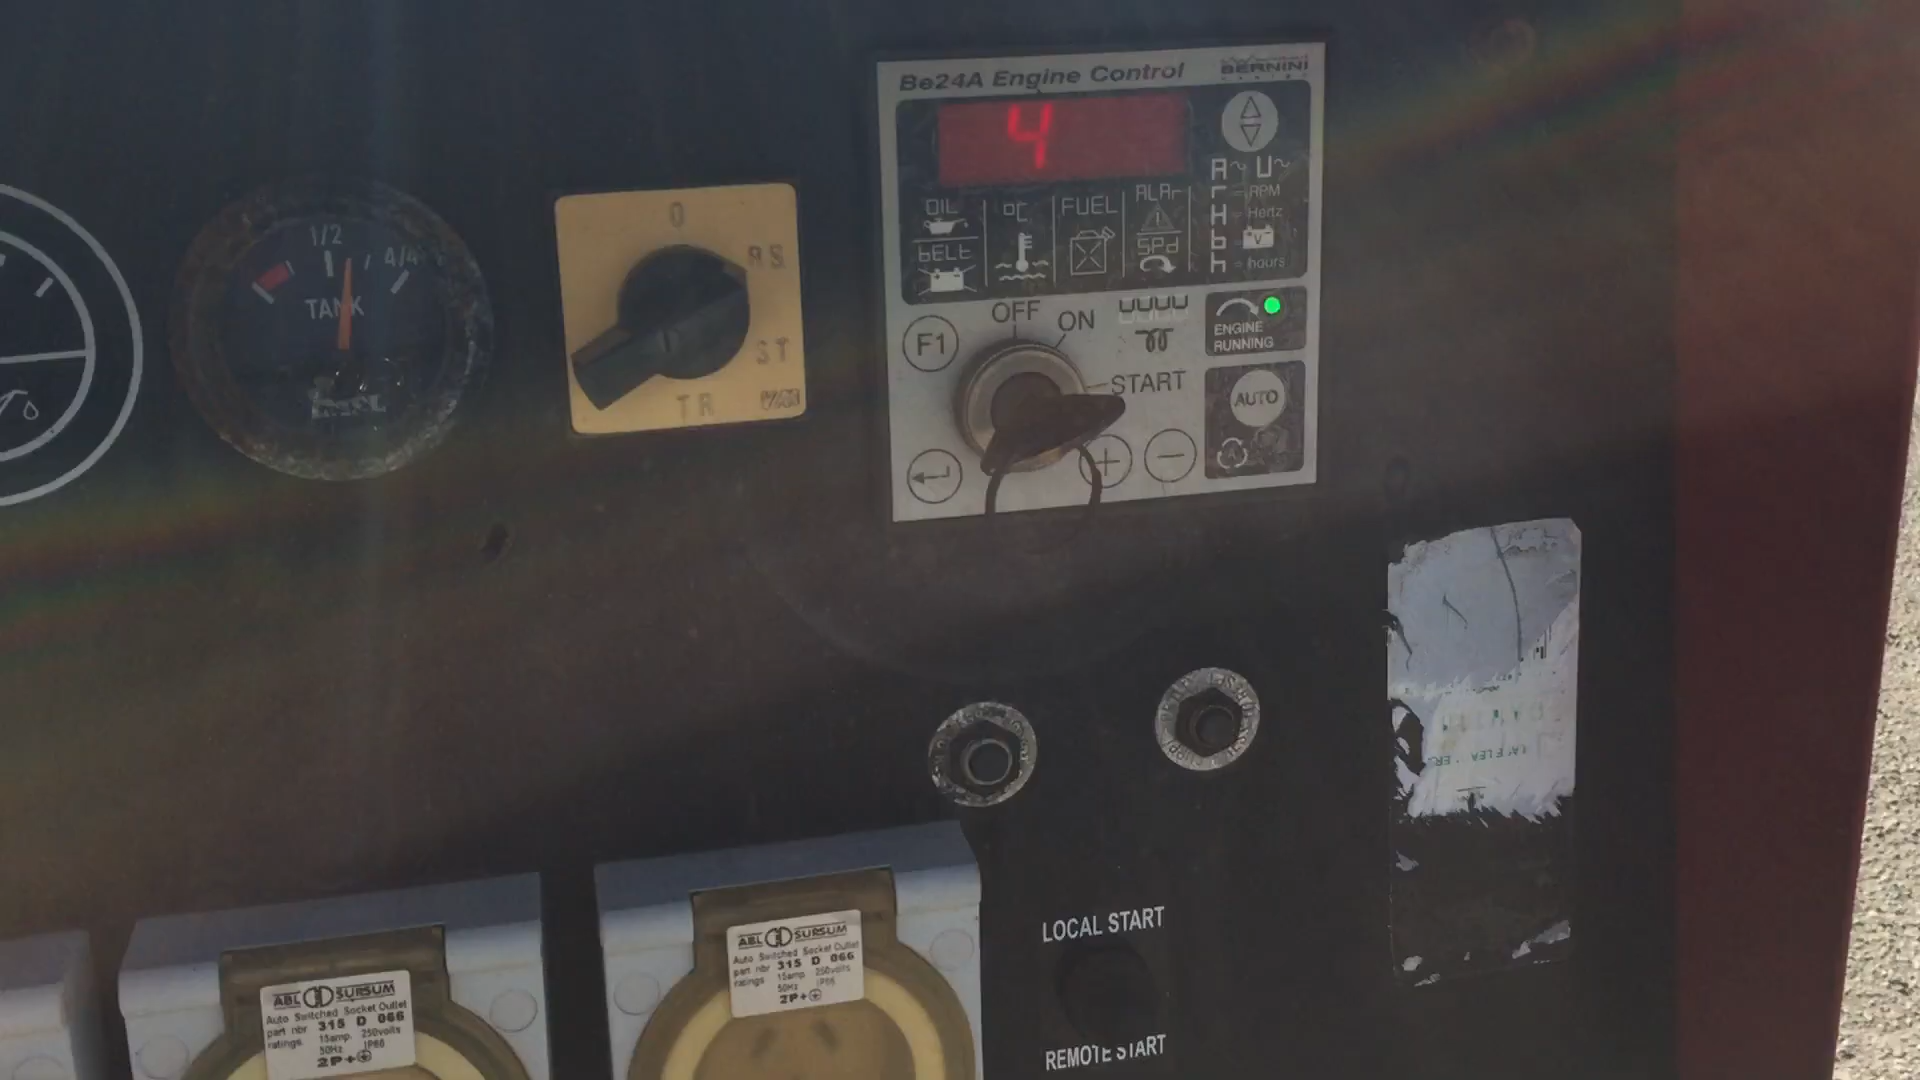 Be24A Engine Control
BERNINI
4
A~ U~
r = RPM
H = Hertz
b = V
h = hours
OIL
bELt
°C
FUEL
ALAr
SPd
OFF
ON
START
F1
ENGINE
RUNNING
AUTO
+
−
1/2
4/4
TANK
0
RS
ST
TR
LOCAL START
REMOTE START
ABL SURSUM
Auto Switched Socket Outlet
part nbr 315 D 066
ratings 15amp. 250volts
50Hz IP66
2P+
ABL SURSUM
Auto Switched Socket Outlet
part nbr 315 D 066
ratings. 15amp. 250volts
50Hz IP66
2P+